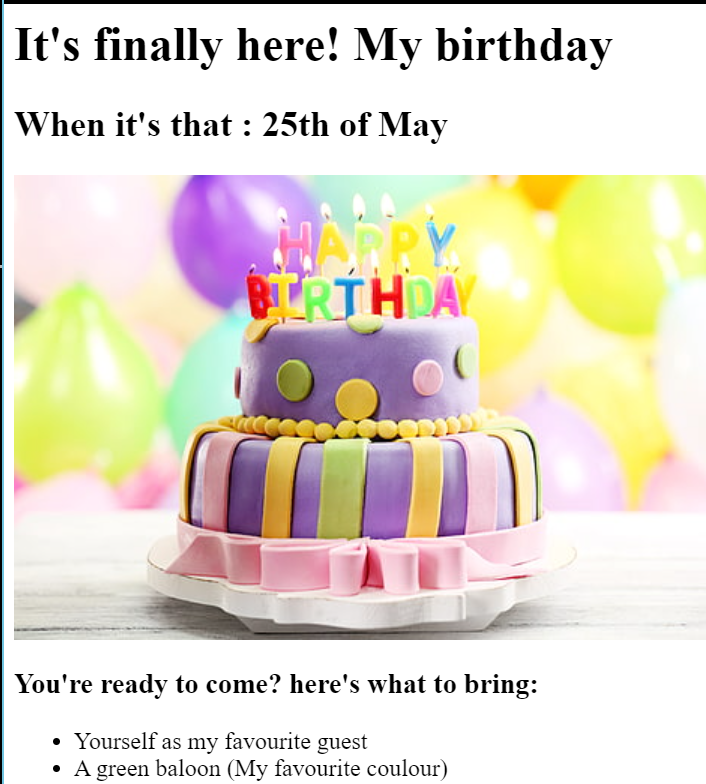 It's finally here! My birthday
When it's that : 25th of May
HAPPY
BIRTHDAY
You're ready to come? here's what to bring:
Yourself as my favourite guest
A green baloon (My favourite coulour)